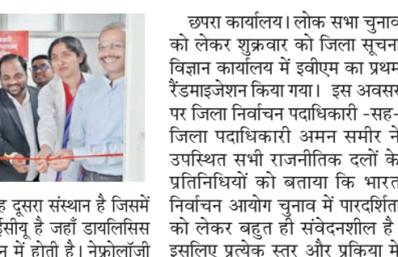 छपरा कार्यालय। लोक सभा चुनाव
को लेकर शुक्रवार को जिला सूचना
विज्ञान कार्यालय में इवीएम का प्रथम
रैंडमाइजेशन किया गया। इस अवसर
पर जिला निर्वाचन पदाधिकारी -सह-
जिला पदाधिकारी अमन समीर ने
उपस्थित सभी राजनीतिक दलों के
प्रतिनिधियों को बताया कि भारत
निर्वाचन आयोग चुनाव में पारदर्शिता
को लेकर बहुत ही संवेदनशील है
इसलिए प्रत्येक स्तर और प्रक्रिया मे
दूसरा संस्थान है जिसमें
है जहाँ डायलिसिस
में होती है। नेफ्रोलॉजी